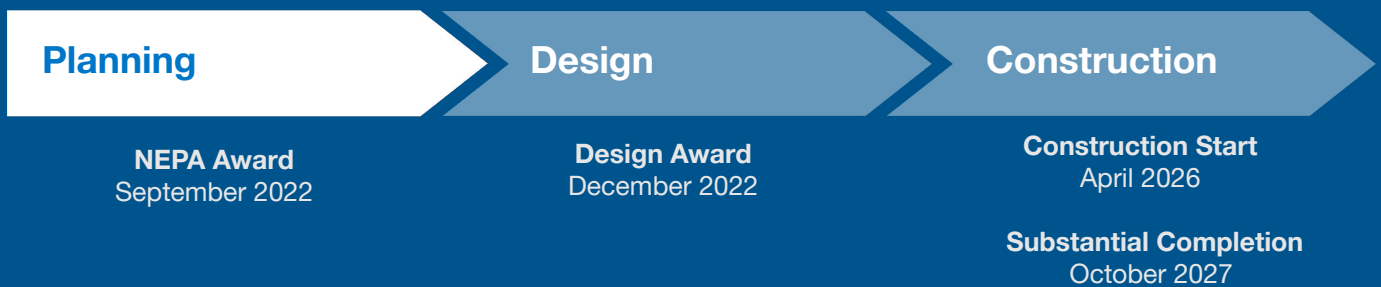 Planning
Design
Construction
NEPA Award
September 2022
Design Award
December 2022
Construction Start
April 2026
Substantial Completion
October 2027